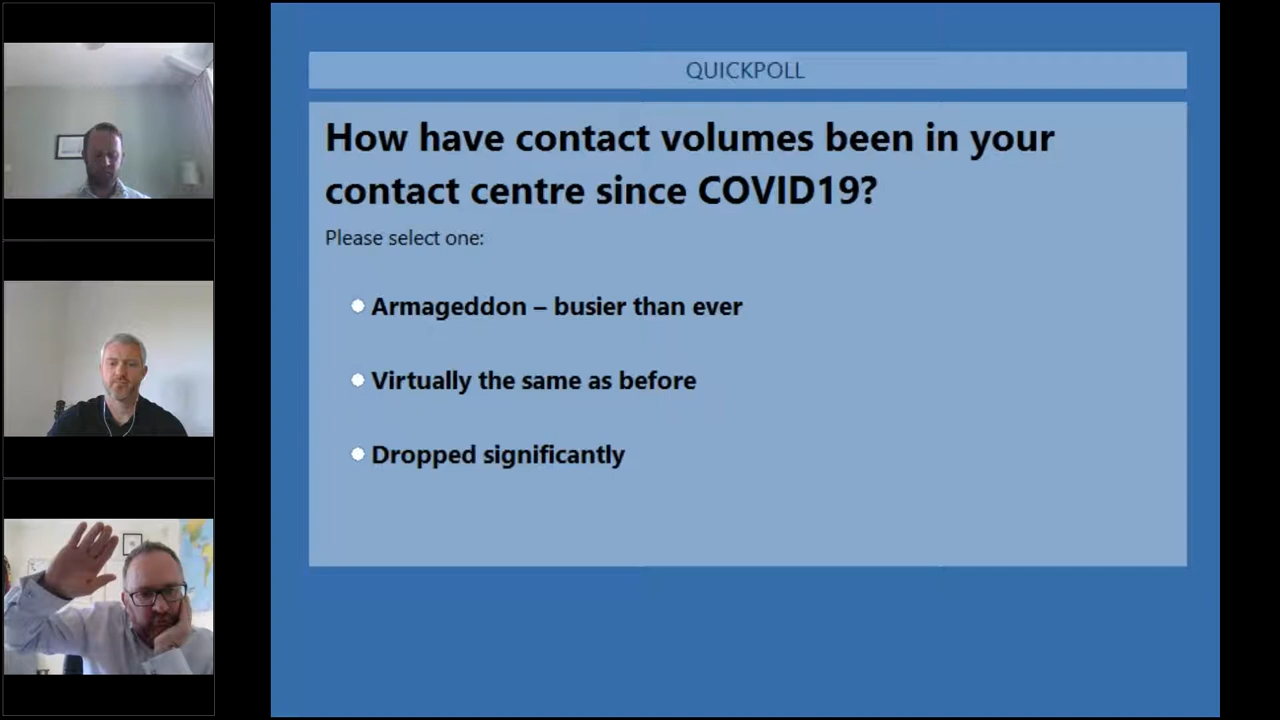 QUICKPOLL
How have contact volumes been in your
contact centre since COVID19?
Please select one:
Armageddon – busier than ever
Virtually the same as before
Dropped significantly